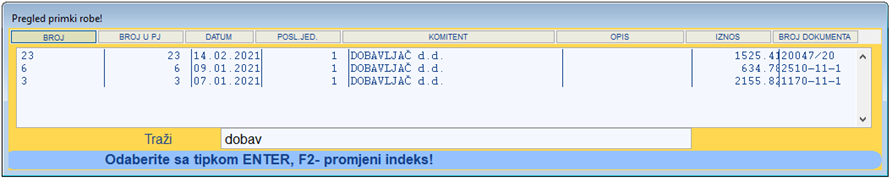 Pregled primki robe!
BROJ BROJ U PJ DATUM POSL.JED. KOMITENT OPIS IZNOS BROJ DOKUMENTA
23 23 14.02.2021 1 DOBAVLJAČ d.d. 1525.41 20047/20
6 6 09.01.2021 1 DOBAVLJAČ d.d. 634.78 2510-11-1
3 3 07.01.2021 1 DOBAVLJAČ d.d. 2155.82 1170-11-1
Traži dobav
Odaberite sa tipkom ENTER, F2- promjeni indeks!